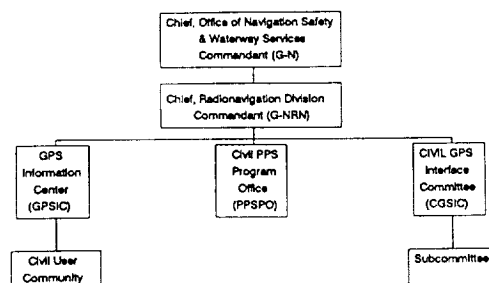 Chief, Office of Navigation Safety
& Waterway Services
Commandant (G-N)
Chief, Radionavigation Division
Commandant (G-NRN)
GPS
Information
Center
(GPSIC)
Civil PPS
Program
Office
(PPSPO)
CIVIL GPS
Interface
Committee
(CGSIC)
Civil User
Community
Subcommittee